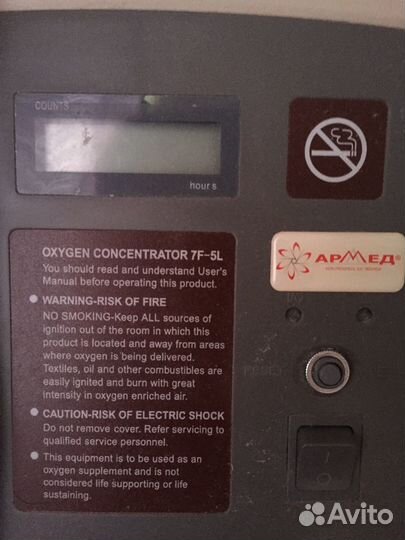 COUNTS
hours
OXYGEN CONCENTRATOR 7F-5L
You should read and understand User's
Manual before operating this product.
WARNING-RISK OF FIRE
NO SMOKING-Keep ALL sources of
ignition out of the room in which this
product is located and away from areas
where oxygen is being delivered.
Textiles, oil and other combustibles are
easily ignited and burn with great
intensity in oxygen enriched air.
CAUTION-RISK OF ELECTRIC SHOCK
Do not remove cover. Refer servicing to
qualified service personnel.
This equipment is to be used as an
oxygen supplement and is not
considered life supporting or life
sustaining.
АРМЕД®
RESET
I
O
Avito